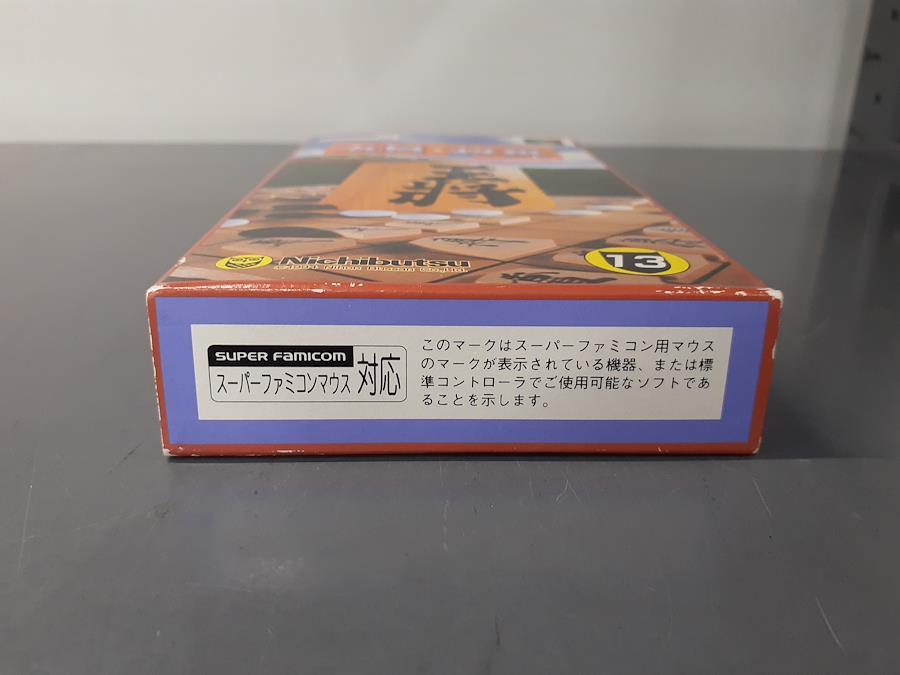 王将
Nichibutsu
13
SUPER FAMICOM
スーパーファミコンマウス 対応
このマークはスーパーファミコン用マウス
のマークが表示されている機器、または標
準コントローラでご使用可能なソフトであ
ることを示します。